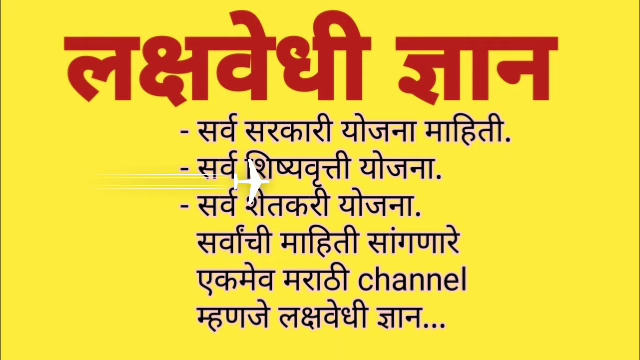 लक्षवेधी ज्ञान
- सर्व सरकारी योजना माहिती.
- सर्व शिष्यवृत्ती योजना.
- सर्व शेतकरी योजना.
सर्वांची माहिती सांगणारे
एकमेव मराठी channel
म्हणजे लक्षवेधी ज्ञान...